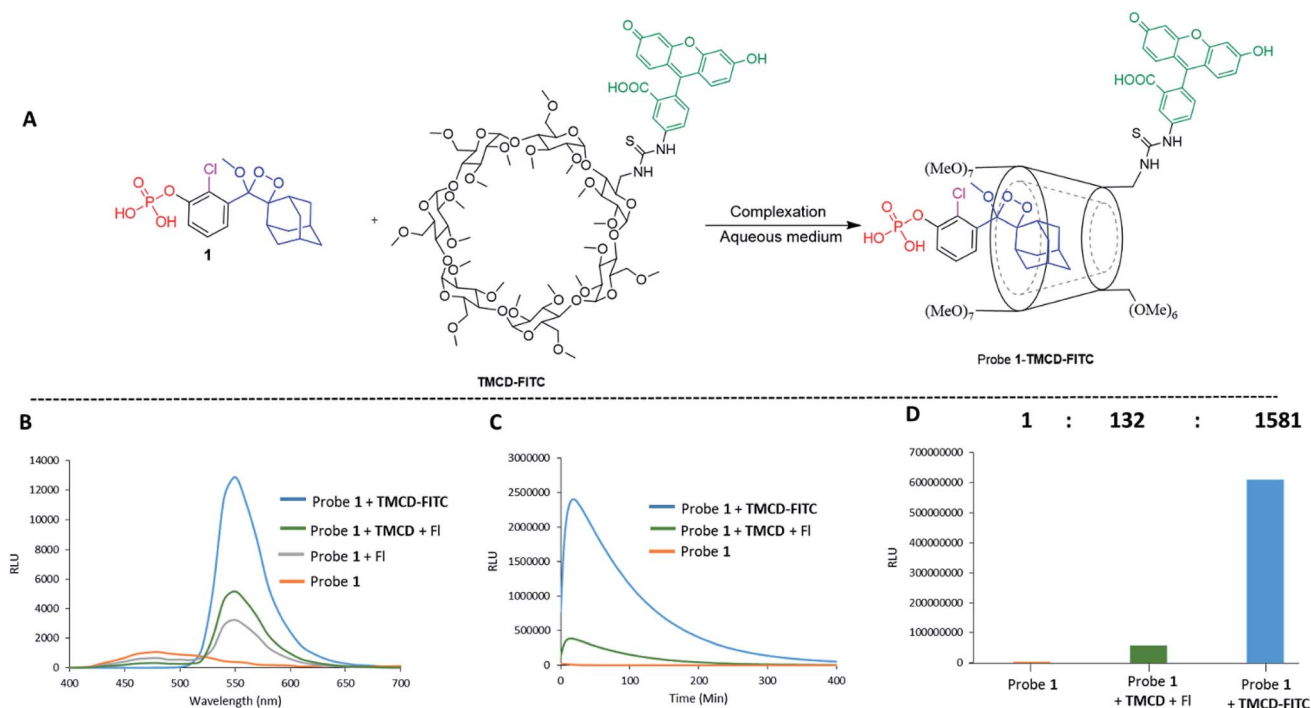 A
O
O
OH
HOOC
S
NH
NH
O
P
HO
OH
O
Cl
O
O
O
1
+
TMCD-FITC
Complexation
Aqueous medium
O
O
OH
HOOC
S
NH
NH
(MeO)7
Cl
O
O
O
O
P
O
HO
OH
(MeO)7
(OMe)6
Probe 1-TMCD-FITC
B
14000
12000
10000
8000
6000
4000
2000
0
RLU
400
450
500
550
600
650
700
Wavelength (nm)
Probe 1 + TMCD-FITC
Probe 1 + TMCD + Fl
Probe 1 + Fl
Probe 1
C
3000000
2500000
2000000
1500000
1000000
500000
0
RLU
0
100
200
300
400
Time (Min)
Probe 1 + TMCD-FITC
Probe 1 + TMCD + Fl
Probe 1
D
1 : 132 : 1581
700000000
600000000
500000000
400000000
300000000
200000000
100000000
0
RLU
Probe 1
Probe 1
+ TMCD + Fl
Probe 1
+ TMCD-FITC